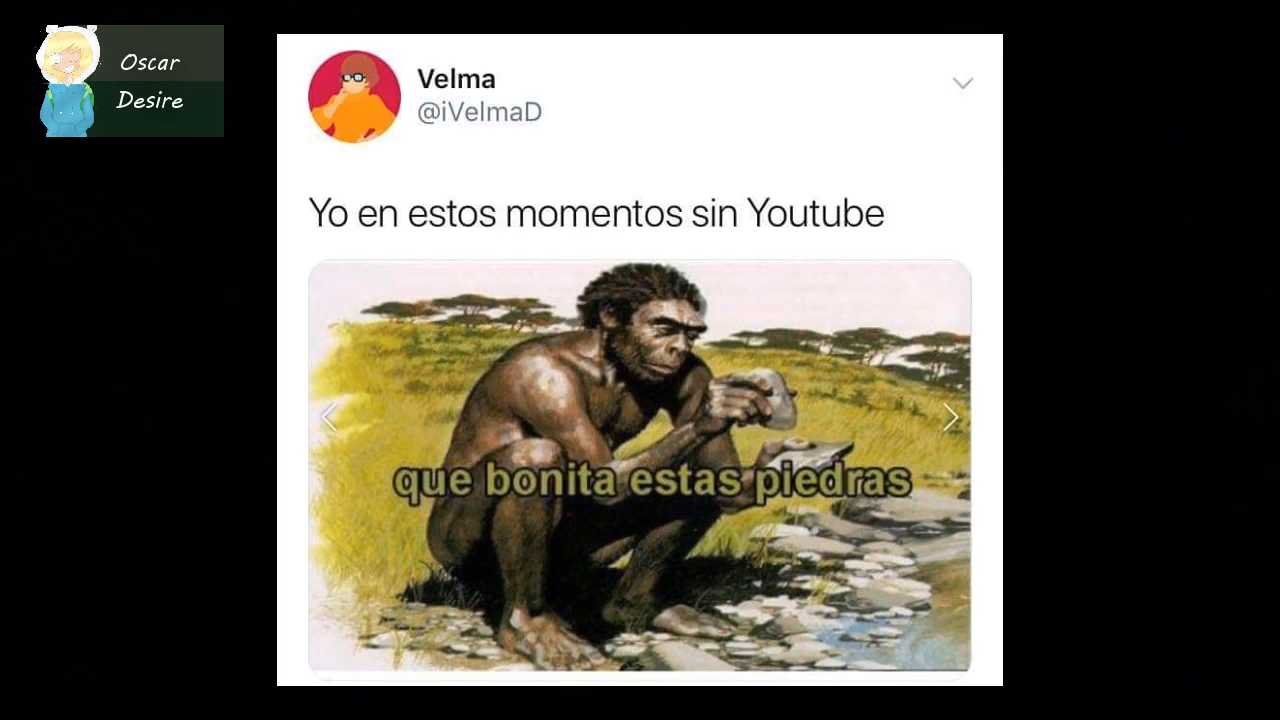 Oscar
Desire
Velma
@iVelmaD
Yo en estos momentos sin Youtube
que bonita estas piedras